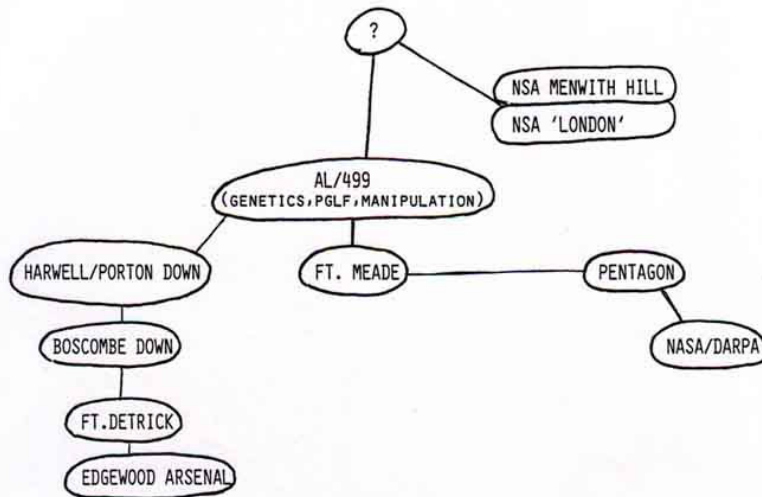 ?
NSA MENWITH HILL
NSA 'LONDON'
AL/499
(GENETICS,PGLF,MANIPULATION)
HARWELL/PORTON DOWN
FT. MEADE
PENTAGON
BOSCOMBE DOWN
NASA/DARPA
FT.DETRICK
EDGEWOOD ARSENAL